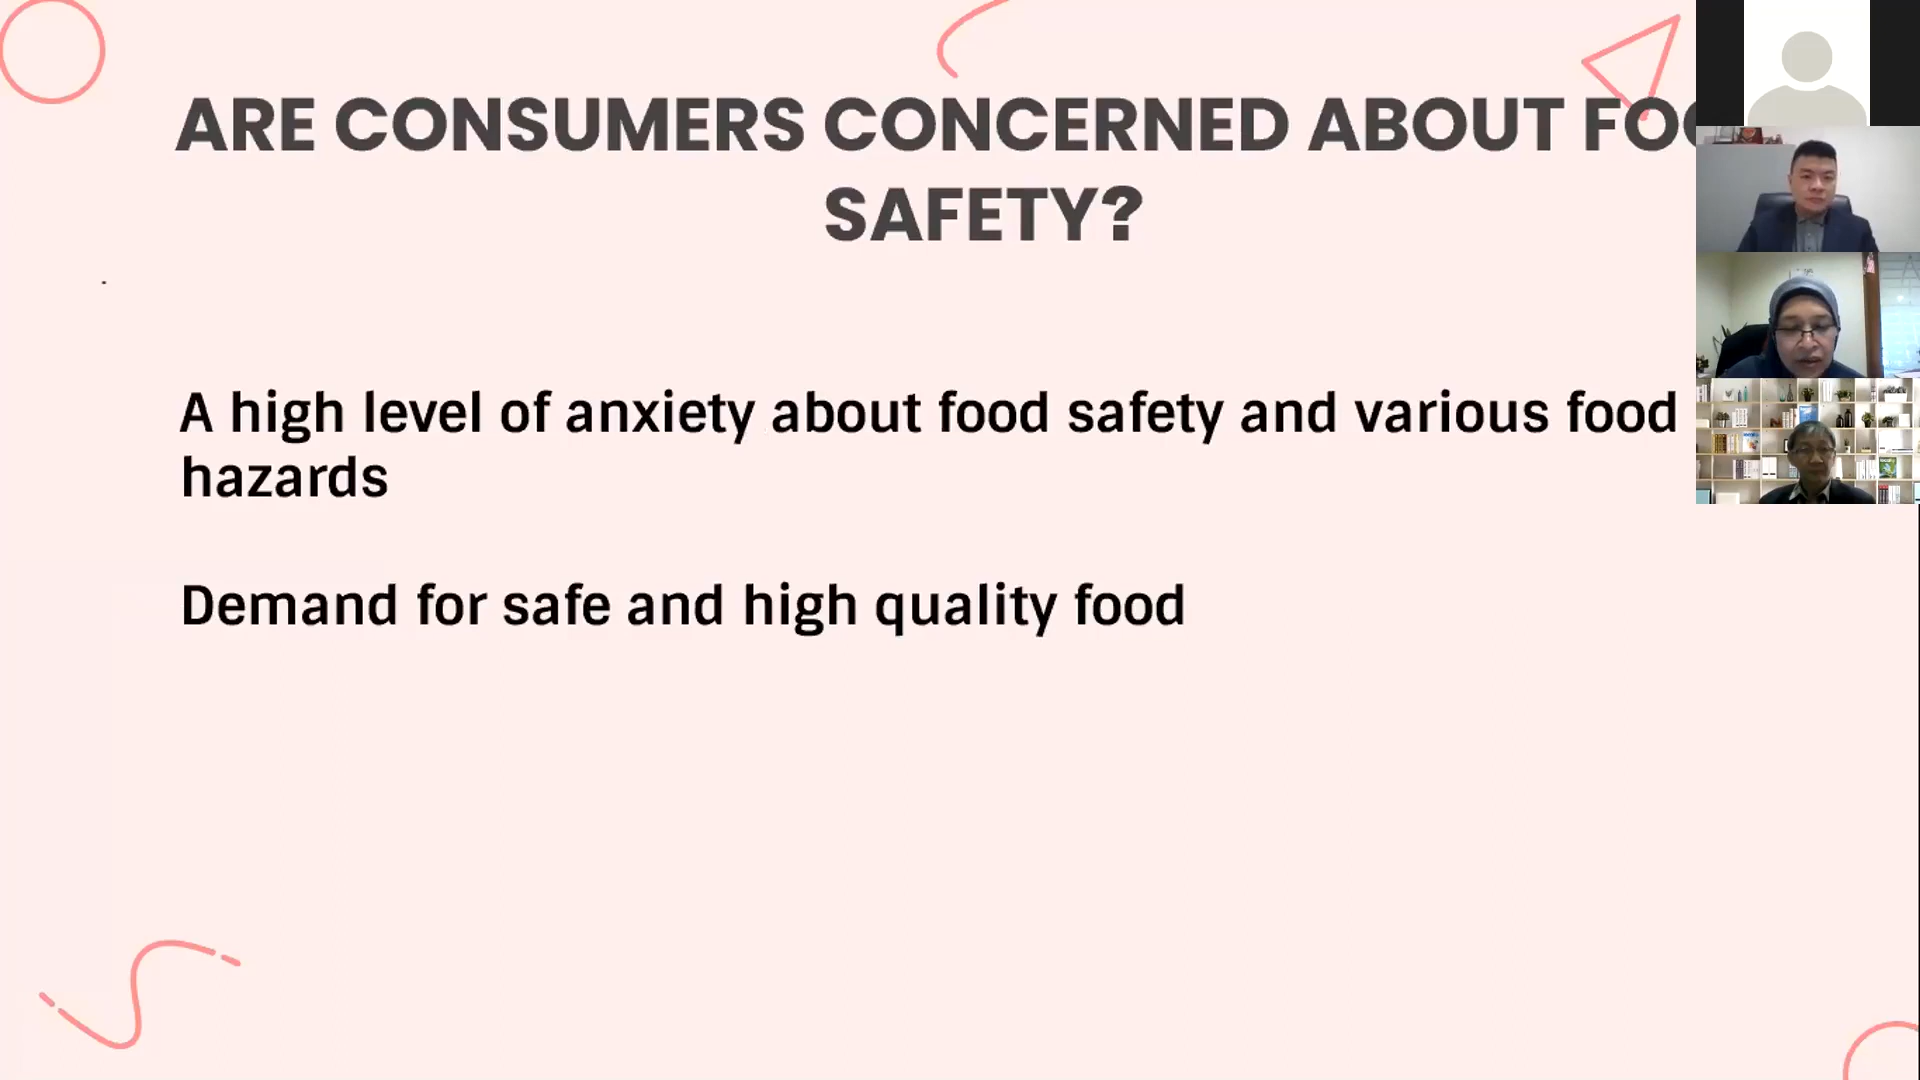 ARE CONSUMERS CONCERNED ABOUT
SAFETY?
A high level of anxiety about food safety and various food
hazards
Demand for safe and high quality food